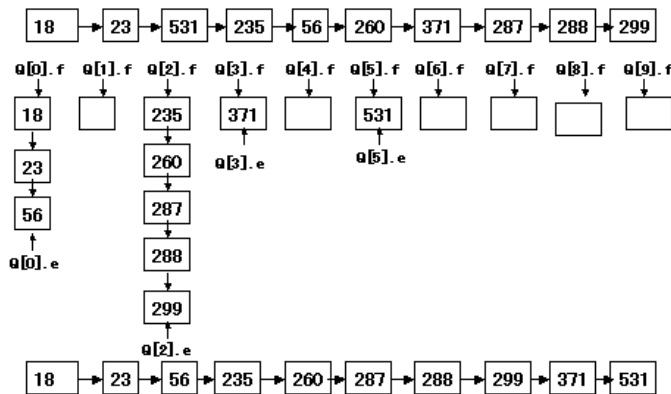 18 23 531 235 56 260 371 287 288 299
Q[0].f Q[1].f Q[2].f Q[3].f Q[4].f Q[5].f Q[6].f Q[7].f Q[8].f Q[9].f
18 235 371 531
23 260 Q[3].e Q[5].e
56 287
Q[0].e 288
299
Q[2].e
18 23 56 235 260 287 288 299 371 531